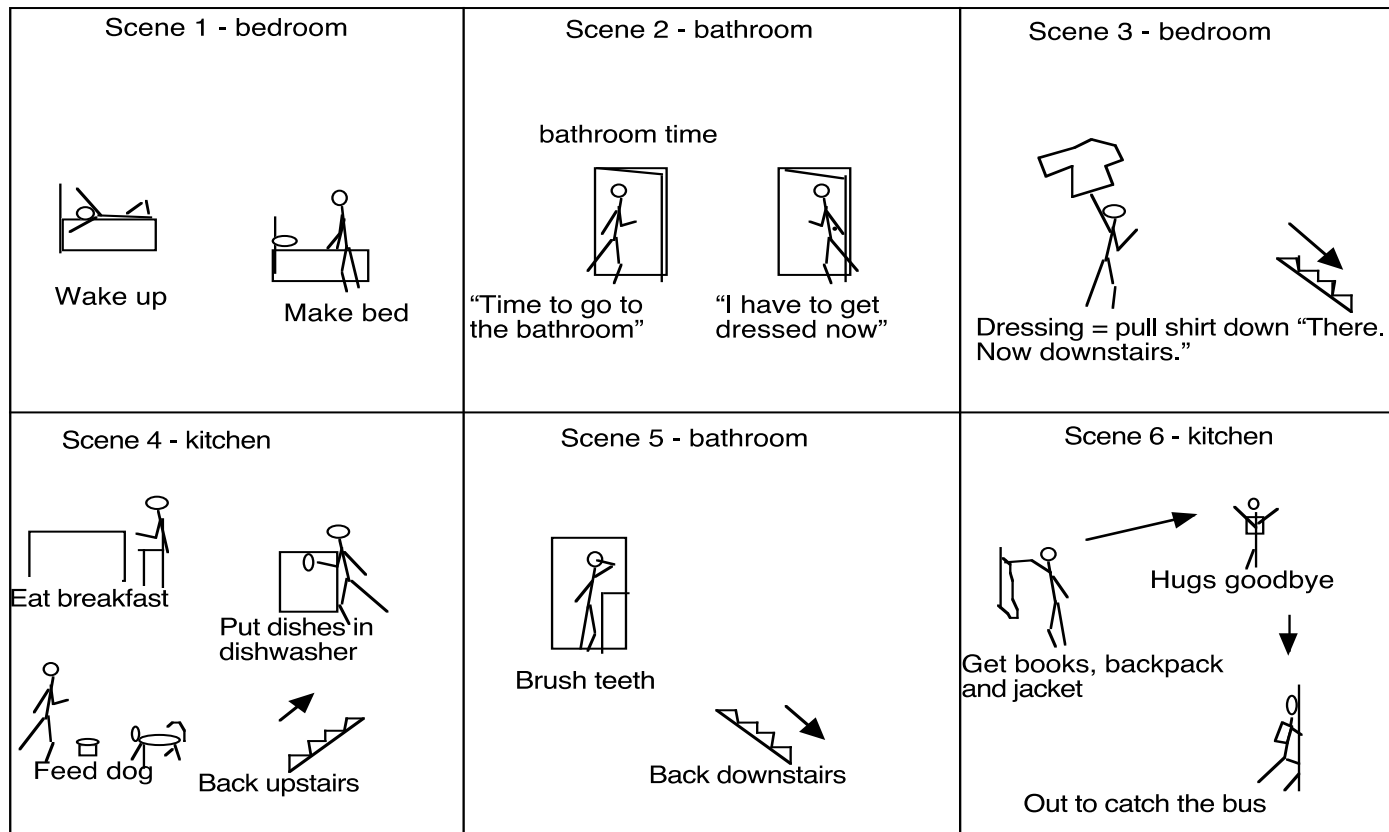 Scene 1 - bedroom
Wake up
Make bed
Scene 2 - bathroom
bathroom time
“Time to go to
the bathroom”
“I have to get
dressed now”
Scene 3 - bedroom
Dressing = pull shirt down “There.
Now downstairs.”
Scene 4 - kitchen
Eat breakfast
Put dishes in
dishwasher
Feed dog
Back upstairs
Scene 5 - bathroom
Brush teeth
Back downstairs
Scene 6 - kitchen
Get books, backpack
and jacket
Hugs goodbye
Out to catch the bus